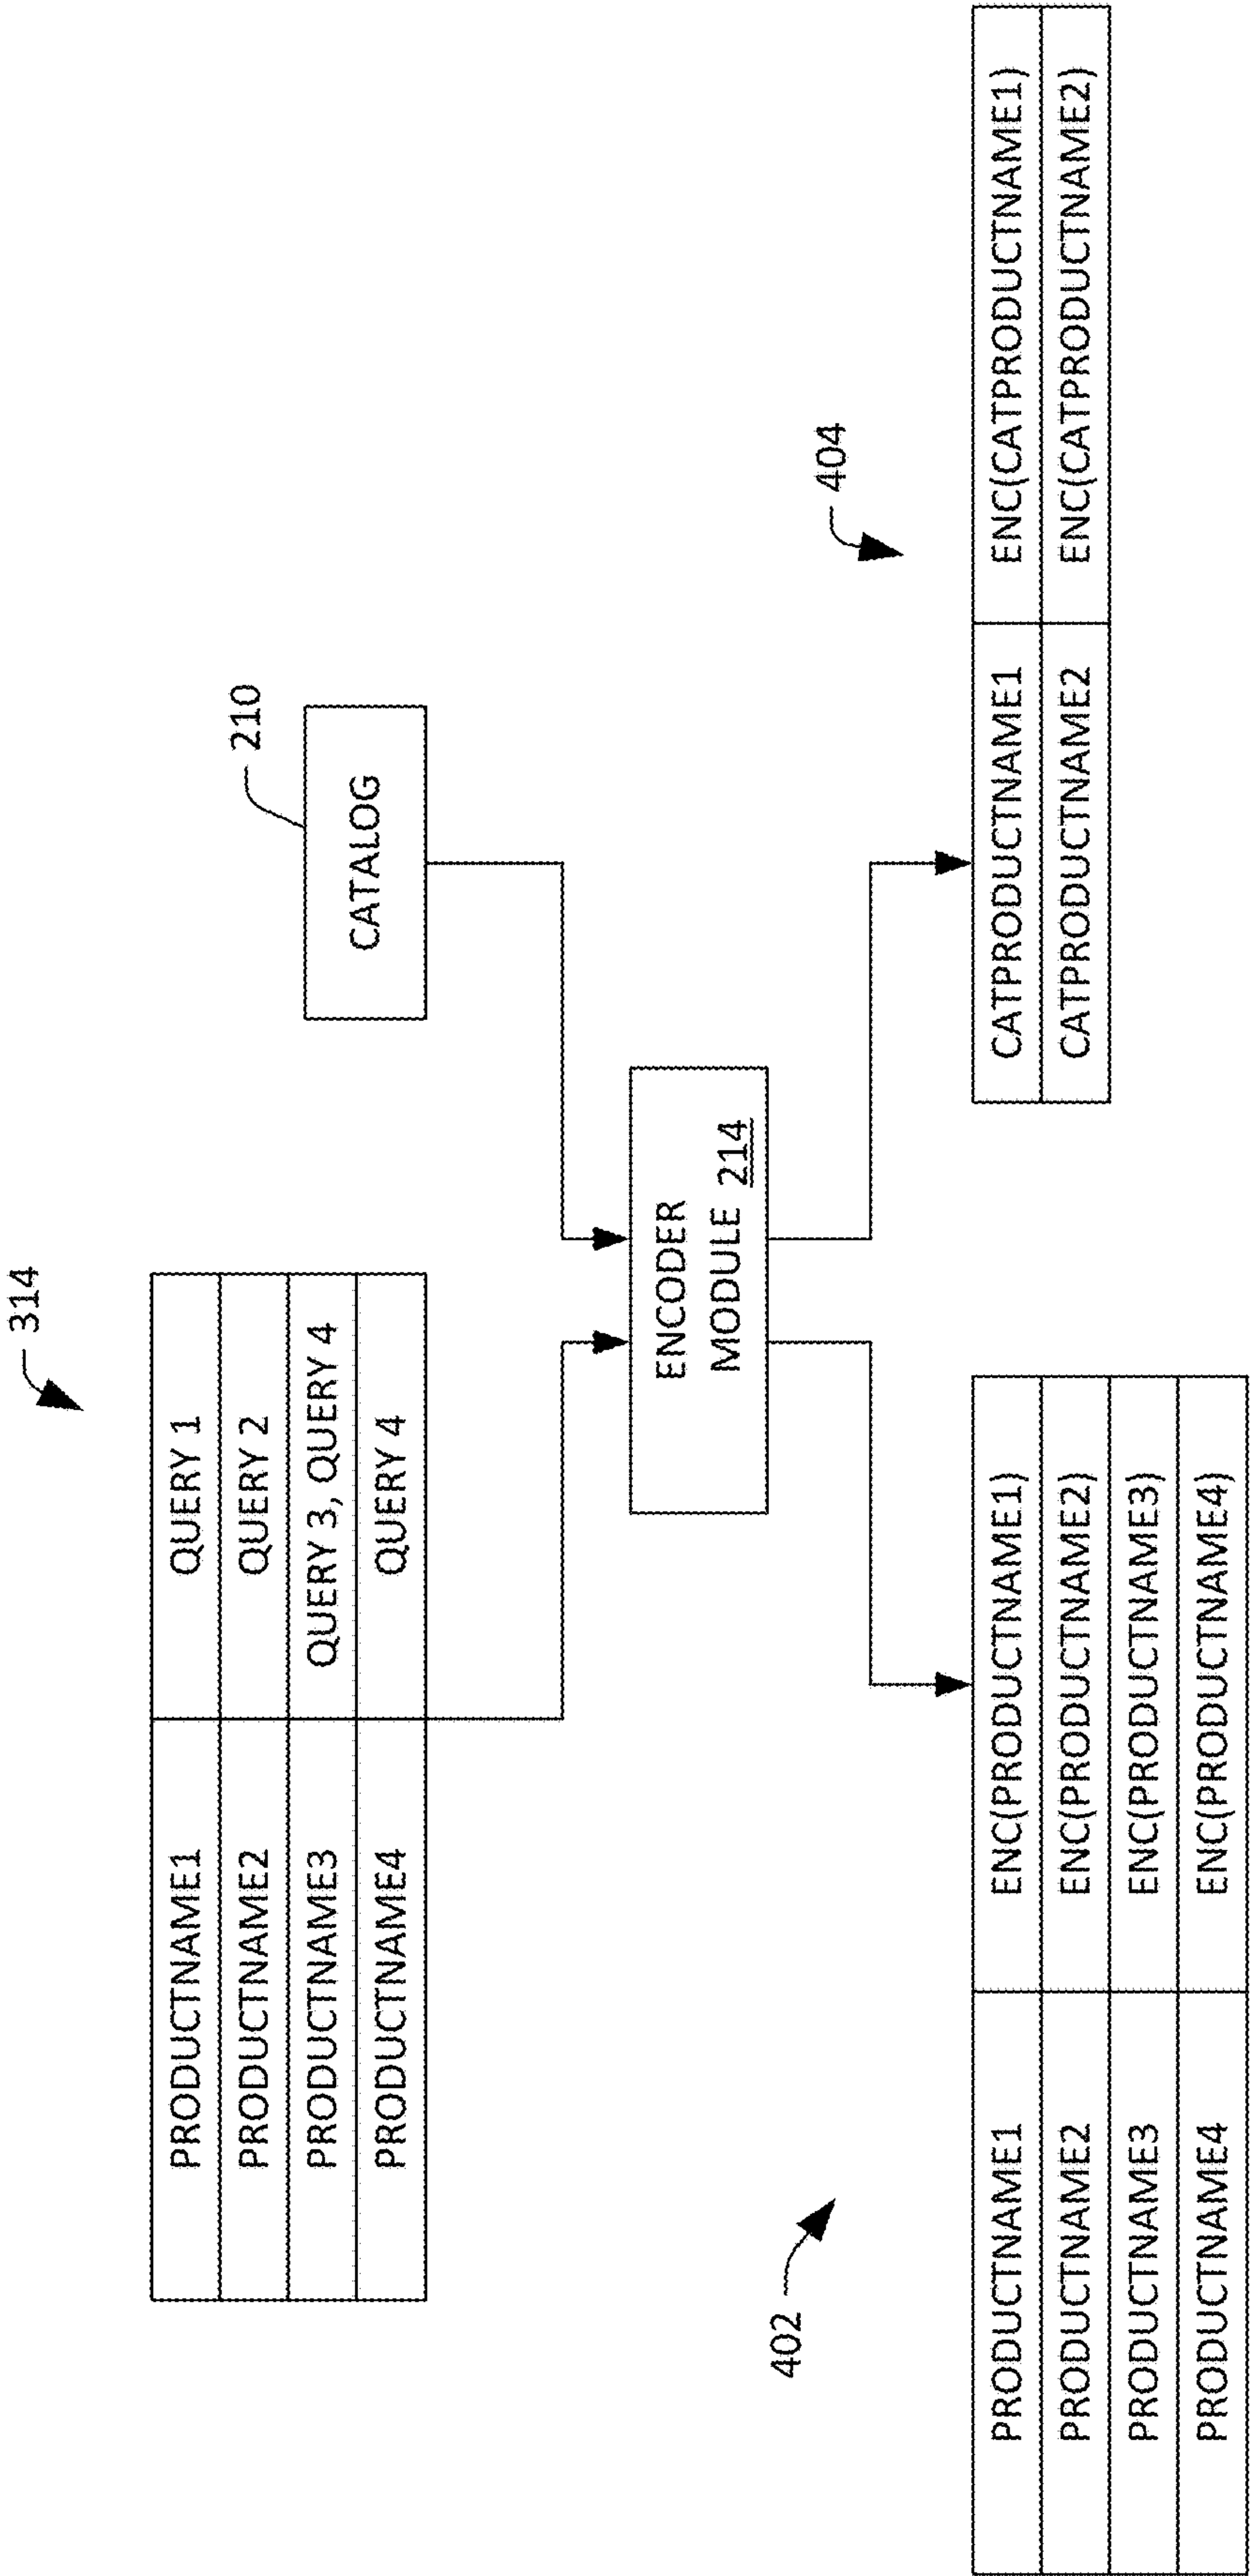 314
PRODUCTNAME1 QUERY 1
PRODUCTNAME2 QUERY 2
PRODUCTNAME3 QUERY 3, QUERY 4
PRODUCTNAME4 QUERY 4
210
CATALOG
ENCODER
MODULE 214
402
PRODUCTNAME1 ENC(PRODUCTNAME1)
PRODUCTNAME2 ENC(PRODUCTNAME2)
PRODUCTNAME3 ENC(PRODUCTNAME3)
PRODUCTNAME4 ENC(PRODUCTNAME4)
404
CATPRODUCTNAME1 ENC(CATPRODUCTNAME1)
CATPRODUCTNAME2 ENC(CATPRODUCTNAME2)